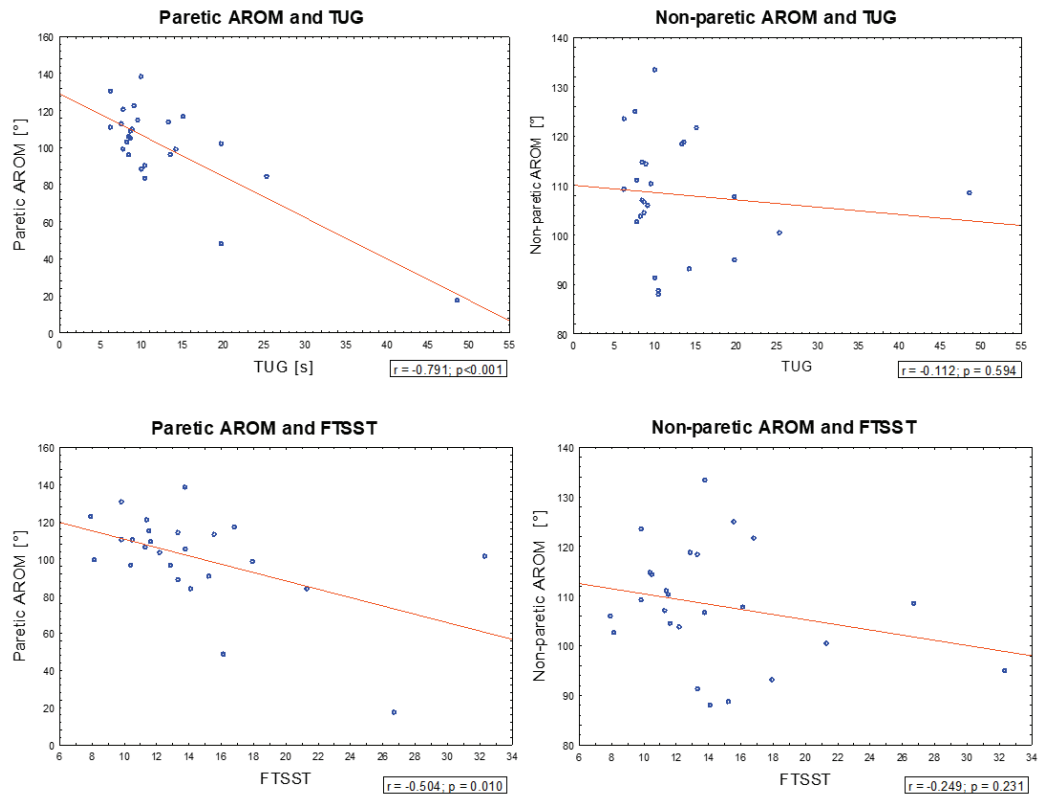 Paretic AROM and TUG
160
140
120
100
80
60
40
20
0
Paretic AROM [°]
0 5 10 15 20 25 30 35 40 45 50 55
TUG [s]
r = -0.791; p<0.001
Non-paretic AROM and TUG
140
130
120
110
100
90
80
Non-paretic AROM [°]
0 5 10 15 20 25 30 35 40 45 50 55
TUG
r = -0.112; p = 0.594
Paretic AROM and FTSST
160
140
120
100
80
60
40
20
0
Paretic AROM [°]
6 8 10 12 14 16 18 20 22 24 26 28 30 32 34
FTSST
r = -0.504; p = 0.010
Non-paretic AROM and FTSST
140
130
120
110
100
90
80
Non-paretic AROM [°]
6 8 10 12 14 16 18 20 22 24 26 28 30 32 34
FTSST
r = -0.249; p = 0.231